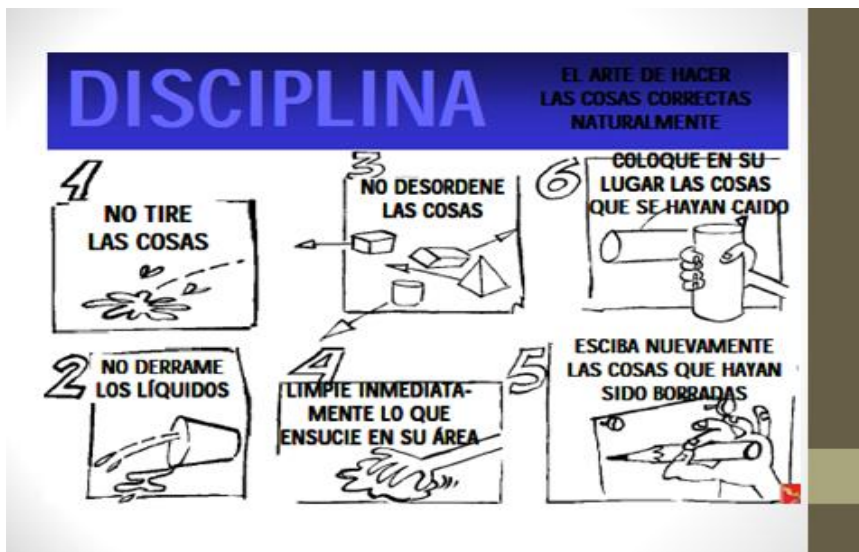 DISCIPLINA
EL ARTE DE HACER
LAS COSAS CORRECTAS
NATURALMENTE
1
NO TIRE
LAS COSAS
3
NO DESORDENE
LAS COSAS
6
COLOQUE EN SU
LUGAR LAS COSAS
QUE SE HAYAN CAIDO
2
NO DERRAME
LOS LÍQUIDOS
4
LIMPIE INMEDIATA-
MENTE LO QUE
ENSUCIE EN SU ÁREA
5
ESCIBA NUEVAMENTE
LAS COSAS QUE HAYAN
SIDO BORRADAS